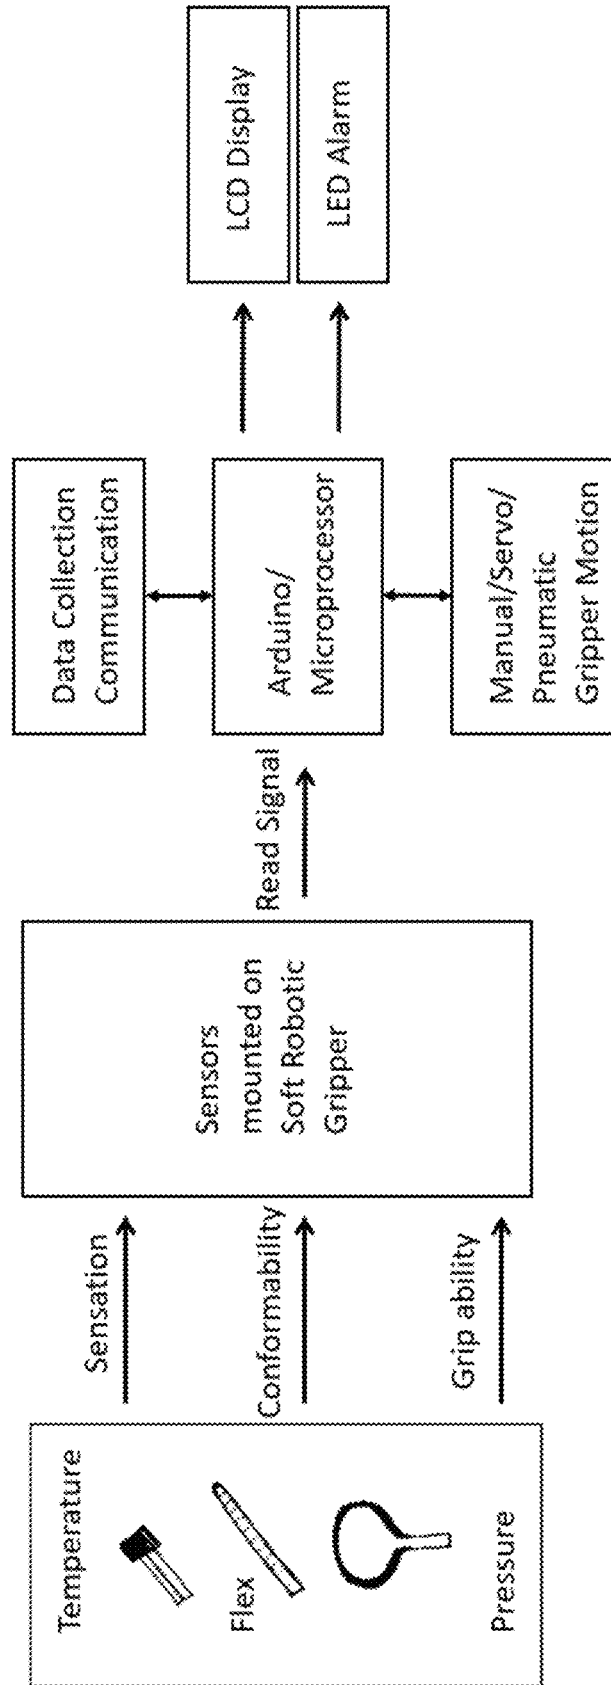 Temperature
Flex
Pressure
Sensation
Conformability
Grip ability
Sensors
mounted on
Soft Robotic
Gripper
Read Signal
Data Collection
Communication
Arduino/
Microprocessor
Manual/Servo/
Pneumatic
Gripper Motion
LCD Display
LED Alarm